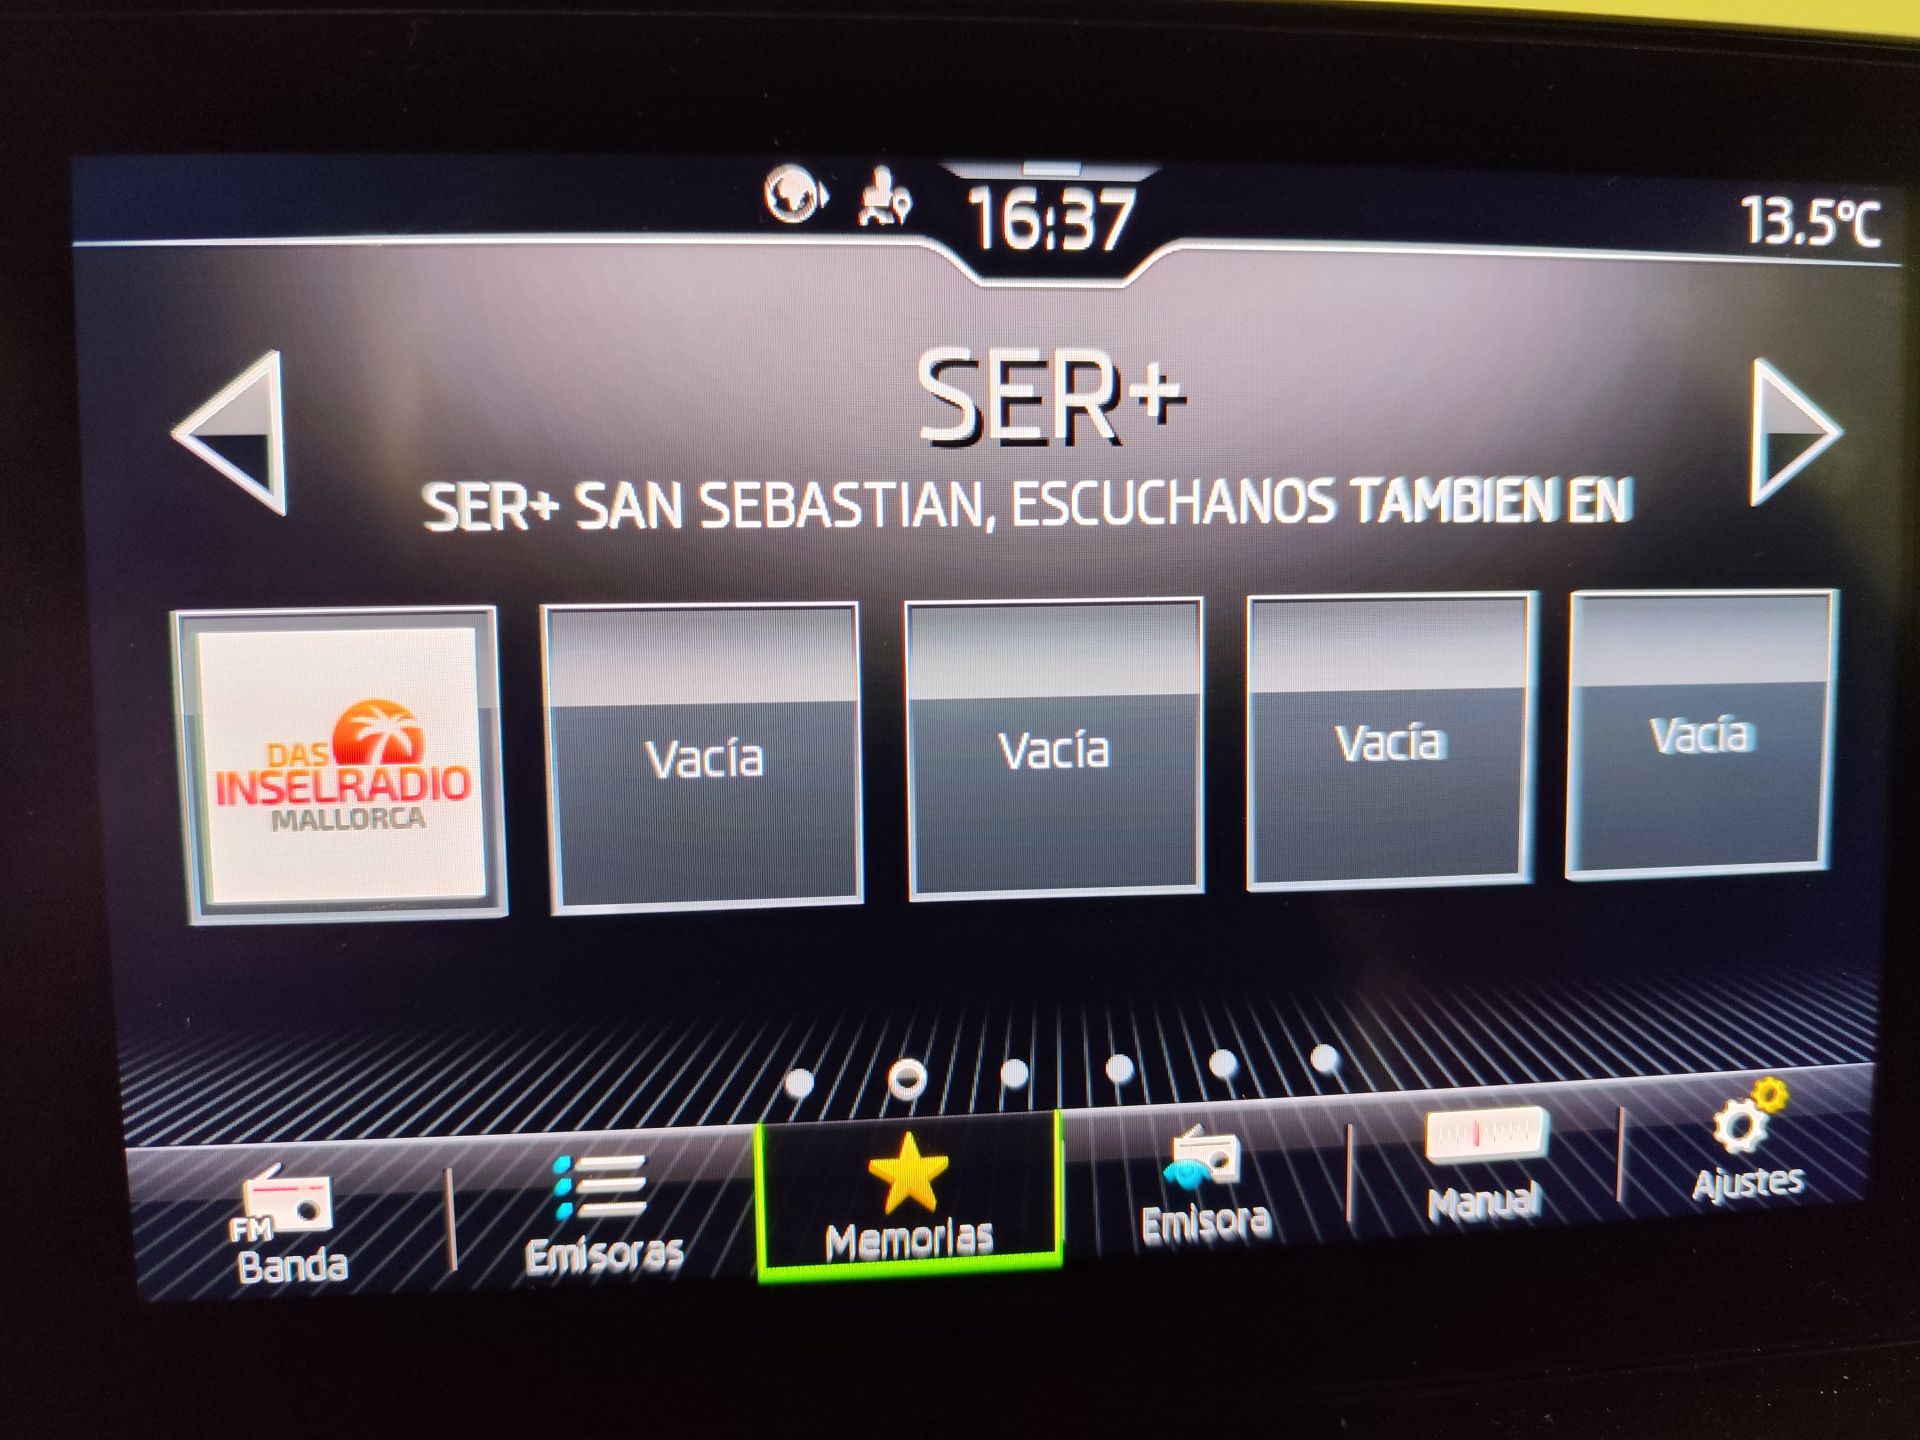 16:37
13.5°C
SER+
SER+ SAN SEBASTIAN, ESCUCHANOS TAMBIEN EN
DAS
INSELRADIO
MALLORCA
Vacía
Vacía
Vacía
Vacía
FM
Banda
Emisoras
Memorias
Emisora
Manual
Ajustes